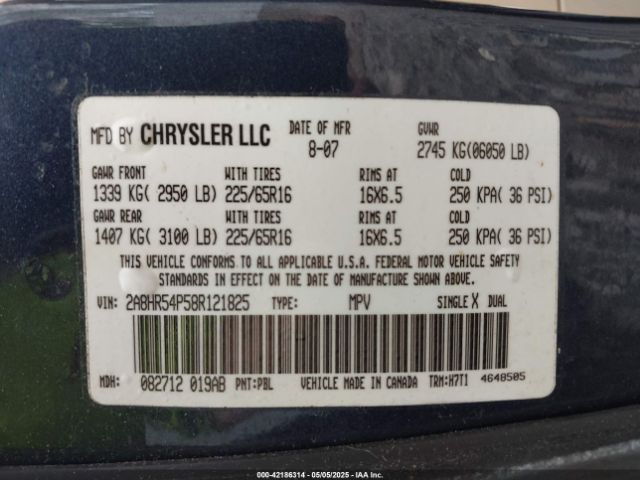 MFD BY CHRYSLER LLC DATE OF MFR 8-07 GVWR 2745 KG(06050 LB)
GAWR FRONT WITH TIRES RIMS AT COLD
1339 KG( 2950 LB) 225/65R16 16X6.5 250 KPA( 36 PSI)
GAWR REAR WITH TIRES RIMS AT COLD
1407 KG( 3100 LB) 225/65R16 16X6.5 250 KPA( 36 PSI)
THIS VEHICLE CONFORMS TO ALL APPLICABLE U.S.A. FEDERAL MOTOR VEHICLE SAFETY
STANDARDS IN EFFECT ON THE DATE OF MANUFACTURE SHOWN ABOVE.
VIN: 2A8HR54P58R121825 TYPE: MPV SINGLE X DUAL
MDH: 082712 019AB PNT:PBL VEHICLE MADE IN CANADA TRM:H7T1 4648505
000-42186314 - 05/05/2025 - IAA Inc.